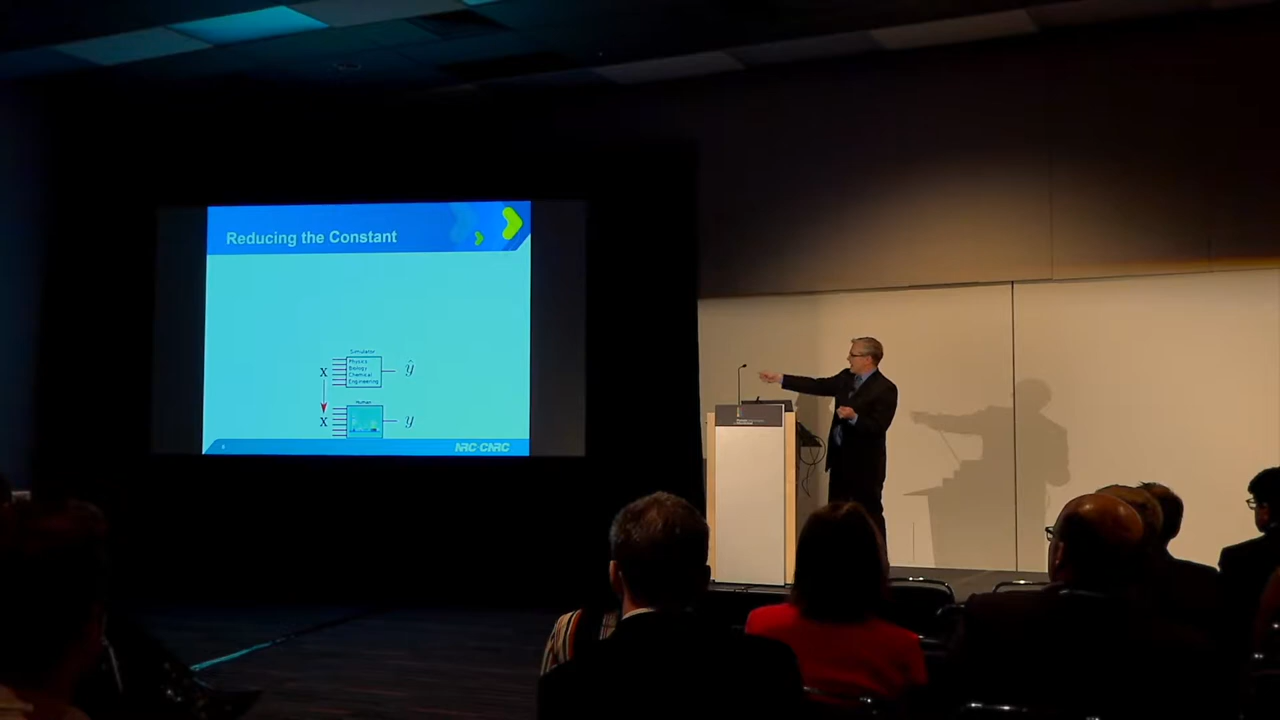 Reducing the Constant
Simulator
x
Physics
Biology
Chemical
Engineering
ŷ
Human
x
y
NRC·CNRC